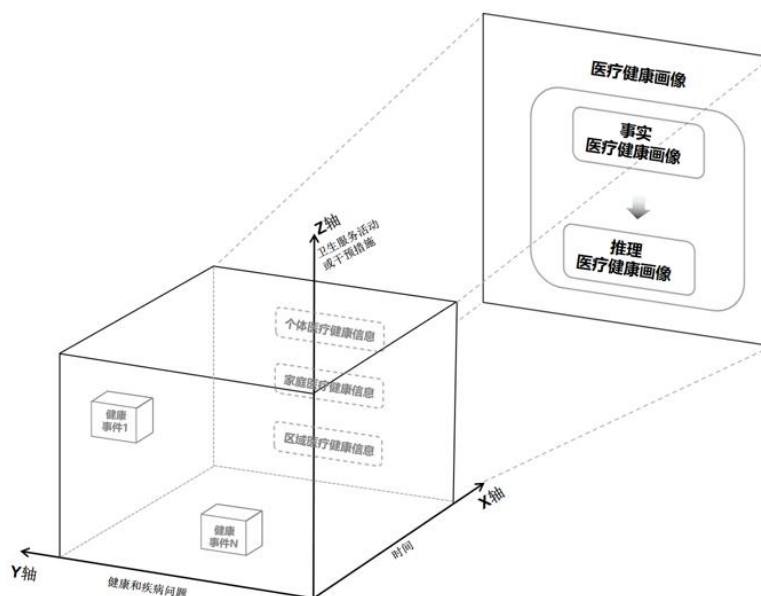 医疗健康画像
事实
医疗健康画像
推理
医疗健康画像
Z轴
卫生服务活动
或干预措施
个体医疗健康信息
家庭医疗健康信息
区域医疗健康信息
健康
事件1
健康
事件N
X轴
时间
Y轴
健康和疾病问题